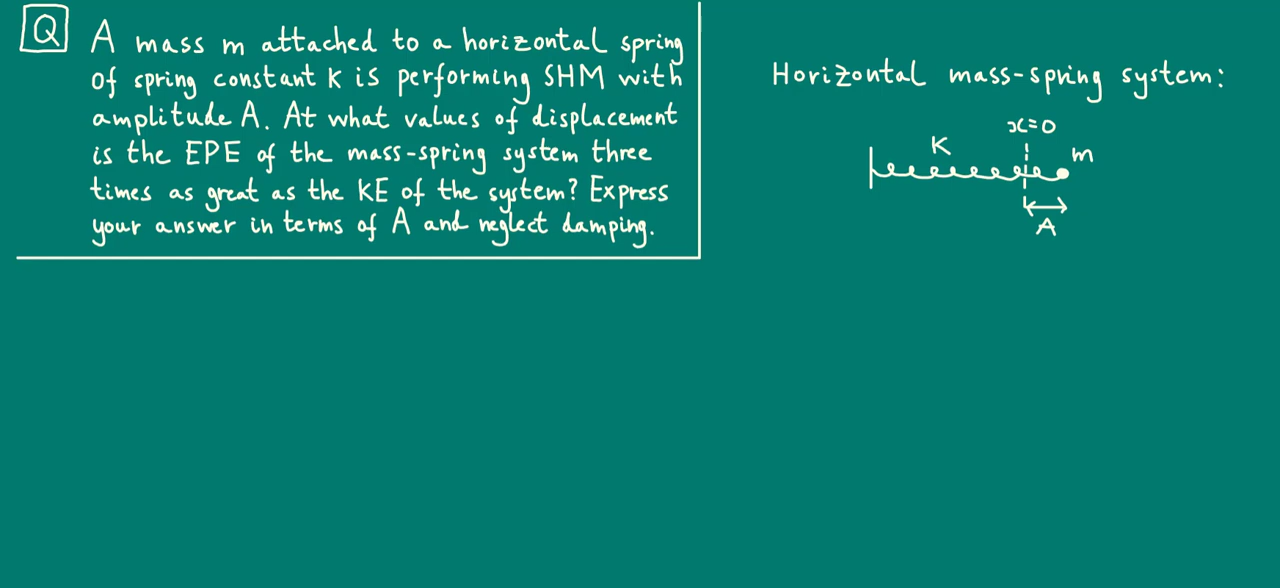 Q
A mass m attached to a horizontal spring
of spring constant k is performing SHM with
amplitude A. At what values of displacement
is the EPE of the mass-spring system three
times as great as the KE of the system? Express
your answer in terms of A and neglect damping.
Horizontal mass-spring system:
x=0
k
m
A